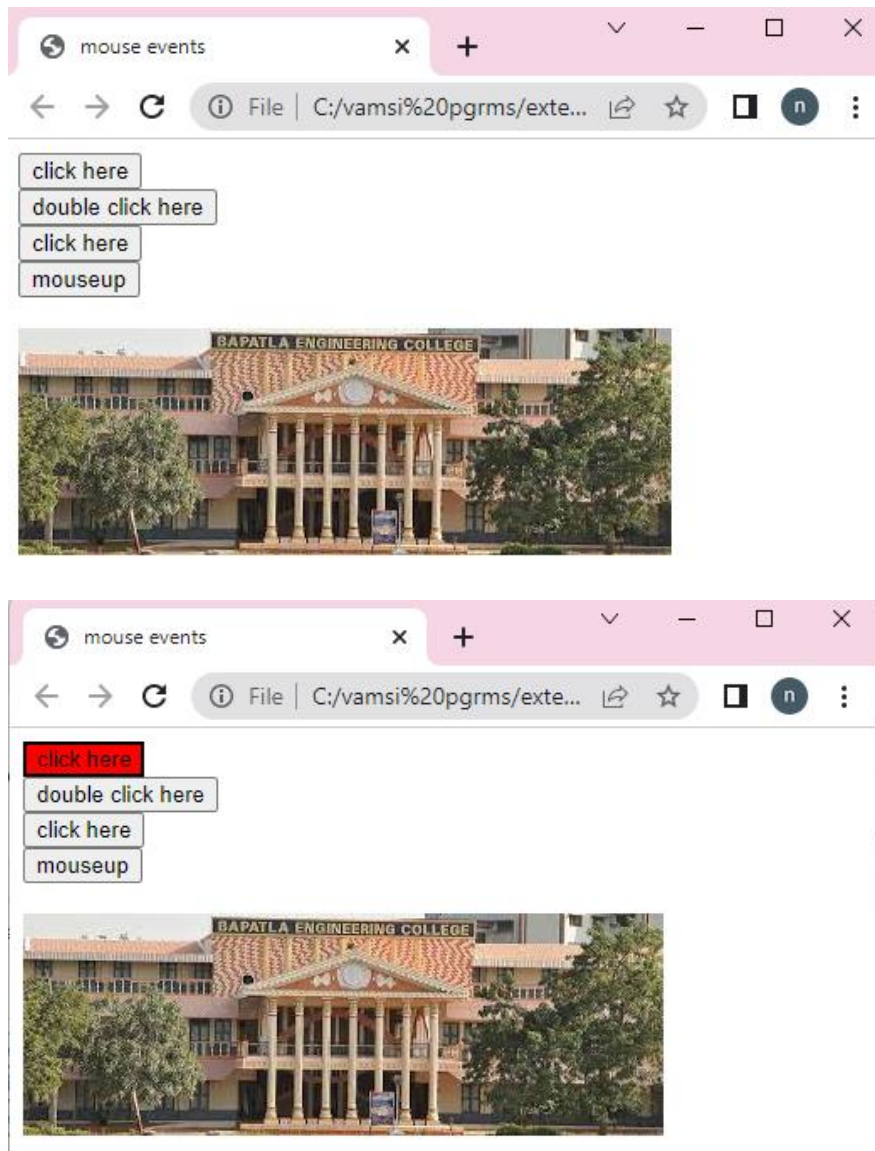 mouse events
File | C:/vamsi%20pgrms/exte... n
click here
double click here
click here
mouseup
BAPATLA ENGINEERING COLLEGE
mouse events
File | C:/vamsi%20pgrms/exte... n
click here
double click here
click here
mouseup
BAPATLA ENGINEERING COLLEGE